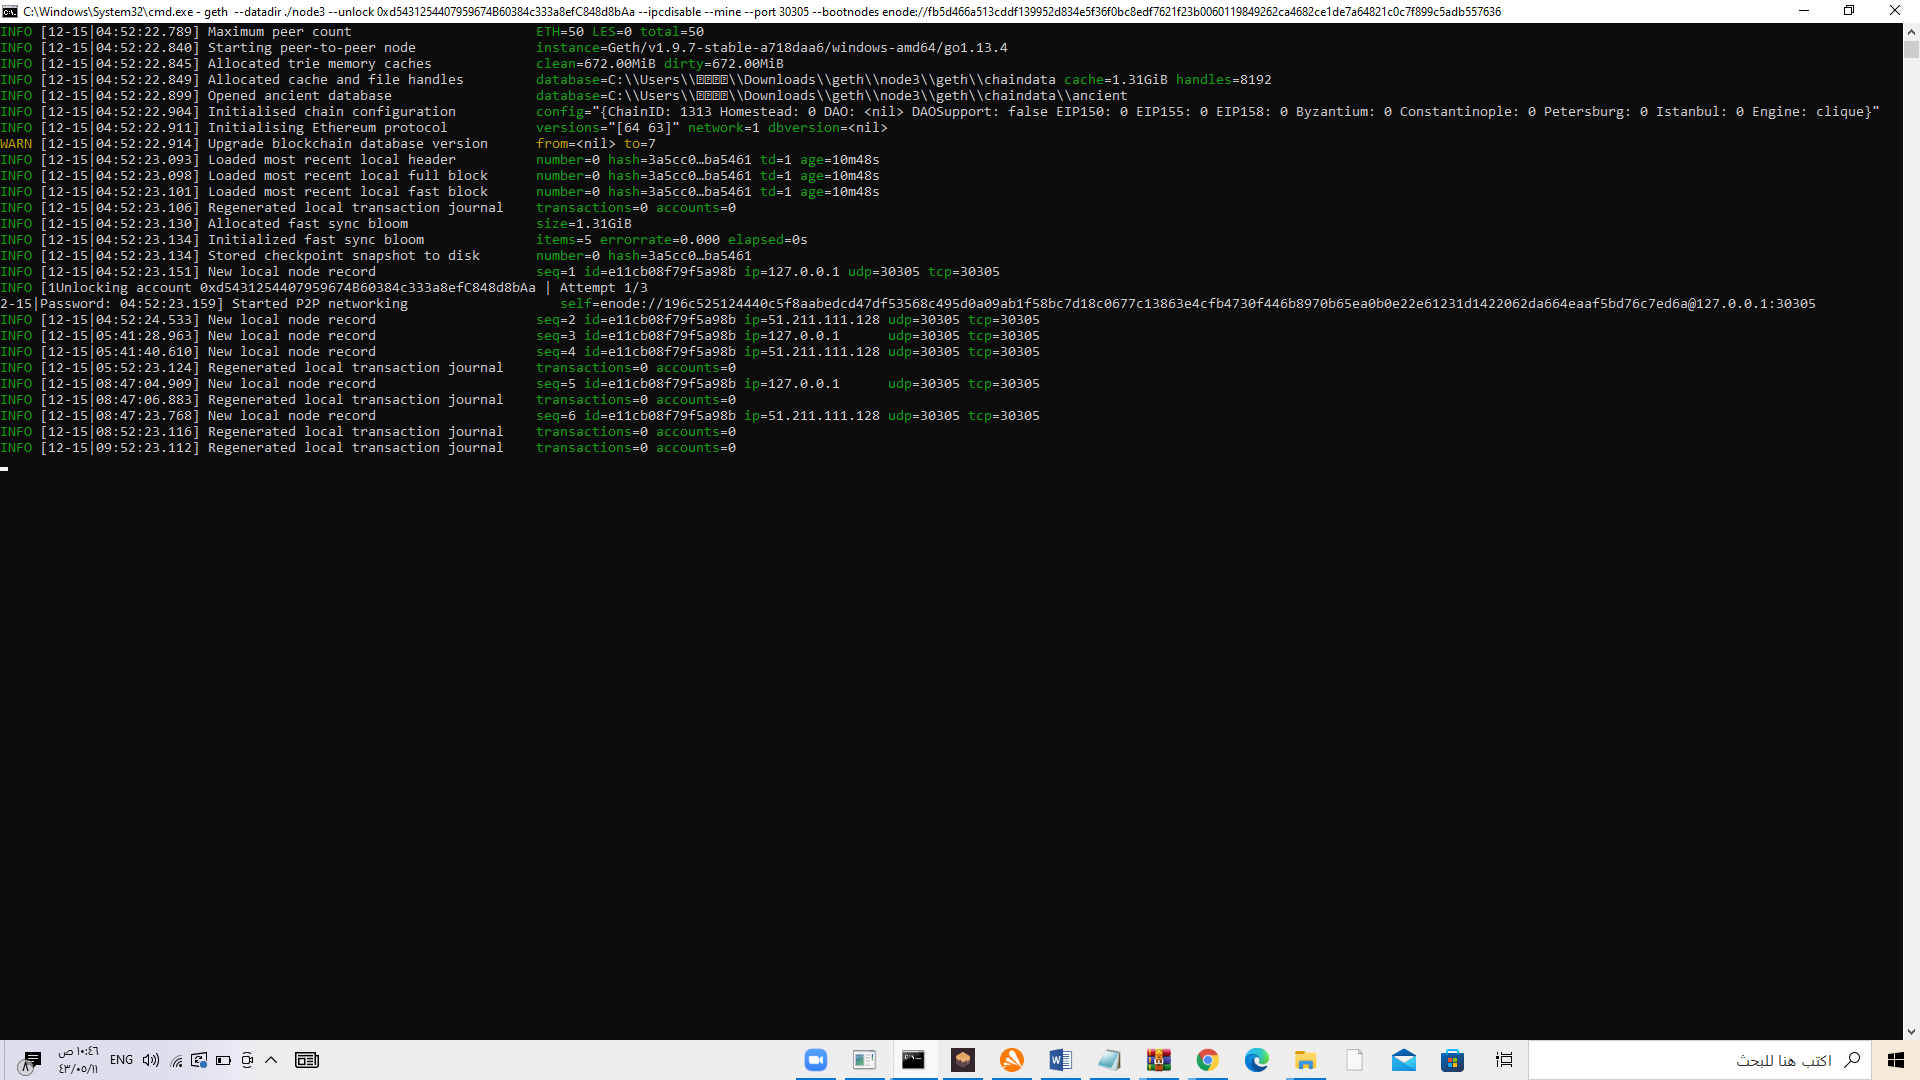 C:\Windows\System32\cmd.exe - geth  --datadir ./node3 --unlock 0xd5431254407959674B60384c333a8efC848d8bAa --ipcdisable --mine --port 30305 --bootnodes enode://fb5d466a513cddf139952d834e5f36f0bc8edf7621f23b0060119849262ca4682ce1de7a64821c0c7f899c5adb557636
INFO [12-15|04:52:22.789] Maximum peer count                       ETH=50 LES=0 total=50
INFO [12-15|04:52:22.840] Starting peer-to-peer node               instance=Geth/v1.9.7-stable-a718daa6/windows-amd64/go1.13.4
INFO [12-15|04:52:22.845] Allocated trie memory caches             clean=672.00MiB dirty=672.00MiB
INFO [12-15|04:52:22.849] Allocated cache and file handles         database=C:\\Users\\\\Downloads\\geth\\node3\\geth\\chaindata cache=1.31GiB handles=8192
INFO [12-15|04:52:22.899] Opened ancient database                  database=C:\\Users\\\\Downloads\\geth\\node3\\geth\\chaindata\\ancient
INFO [12-15|04:52:22.904] Initialised chain configuration          config="{ChainID: 1313 Homestead: 0 DAO: <nil> DAOSupport: false EIP150: 0 EIP155: 0 EIP158: 0 Byzantium: 0 Constantinople: 0 Petersburg: 0 Istanbul: 0 Engine: clique}"
INFO [12-15|04:52:22.911] Initialising Ethereum protocol           versions="[64 63]" network=1 dbversion=<nil>
WARN [12-15|04:52:22.914] Upgrade blockchain database version      from=<nil> to=7
INFO [12-15|04:52:23.093] Loaded most recent local header          number=0 hash=3a5cc0…ba5461 td=1 age=10m48s
INFO [12-15|04:52:23.098] Loaded most recent local full block      number=0 hash=3a5cc0…ba5461 td=1 age=10m48s
INFO [12-15|04:52:23.101] Loaded most recent local fast block      number=0 hash=3a5cc0…ba5461 td=1 age=10m48s
INFO [12-15|04:52:23.106] Regenerated local transaction journal    transactions=0 accounts=0
INFO [12-15|04:52:23.130] Allocated fast sync bloom                size=1.31GiB
INFO [12-15|04:52:23.134] Initialized fast sync bloom              items=5 errorrate=0.000 elapsed=0s
INFO [12-15|04:52:23.134] Stored checkpoint snapshot to disk       number=0 hash=3a5cc0…ba5461
INFO [12-15|04:52:23.151] New local node record                    seq=1 id=e11cb08f79f5a98b ip=127.0.0.1 udp=30305 tcp=30305
INFO [1Unlocking account 0xd5431254407959674B60384c333a8efC848d8bAa | Attempt 1/3
2-15|Password: 04:52:23.159] Started P2P networking                   self=enode://196c525124440c5f8aabedcd47df53568c495d0a09ab1f58bc7d18c0677c13863e4cfb4730f446b8970b65ea0b0e22e61231d1422062da664eaaf5bd76c7ed6a@127.0.0.1:30305
INFO [12-15|04:52:24.533] New local node record                    seq=2 id=e11cb08f79f5a98b ip=51.211.111.128 udp=30305 tcp=30305
INFO [12-15|05:41:28.963] New local node record                    seq=3 id=e11cb08f79f5a98b ip=127.0.0.1      udp=30305 tcp=30305
INFO [12-15|05:41:40.610] New local node record                    seq=4 id=e11cb08f79f5a98b ip=51.211.111.128 udp=30305 tcp=30305
INFO [12-15|05:52:23.124] Regenerated local transaction journal    transactions=0 accounts=0
INFO [12-15|08:47:04.909] New local node record                    seq=5 id=e11cb08f79f5a98b ip=127.0.0.1      udp=30305 tcp=30305
INFO [12-15|08:47:06.883] Regenerated local transaction journal    transactions=0 accounts=0
INFO [12-15|08:47:23.768] New local node record                    seq=6 id=e11cb08f79f5a98b ip=51.211.111.128 udp=30305 tcp=30305
INFO [12-15|08:52:23.116] Regenerated local transaction journal    transactions=0 accounts=0
INFO [12-15|09:52:23.112] Regenerated local transaction journal    transactions=0 accounts=0
اكتب هنا للبحث
ENG
١٠:٤٦ ص
٤٣/٠٥/١١
٨